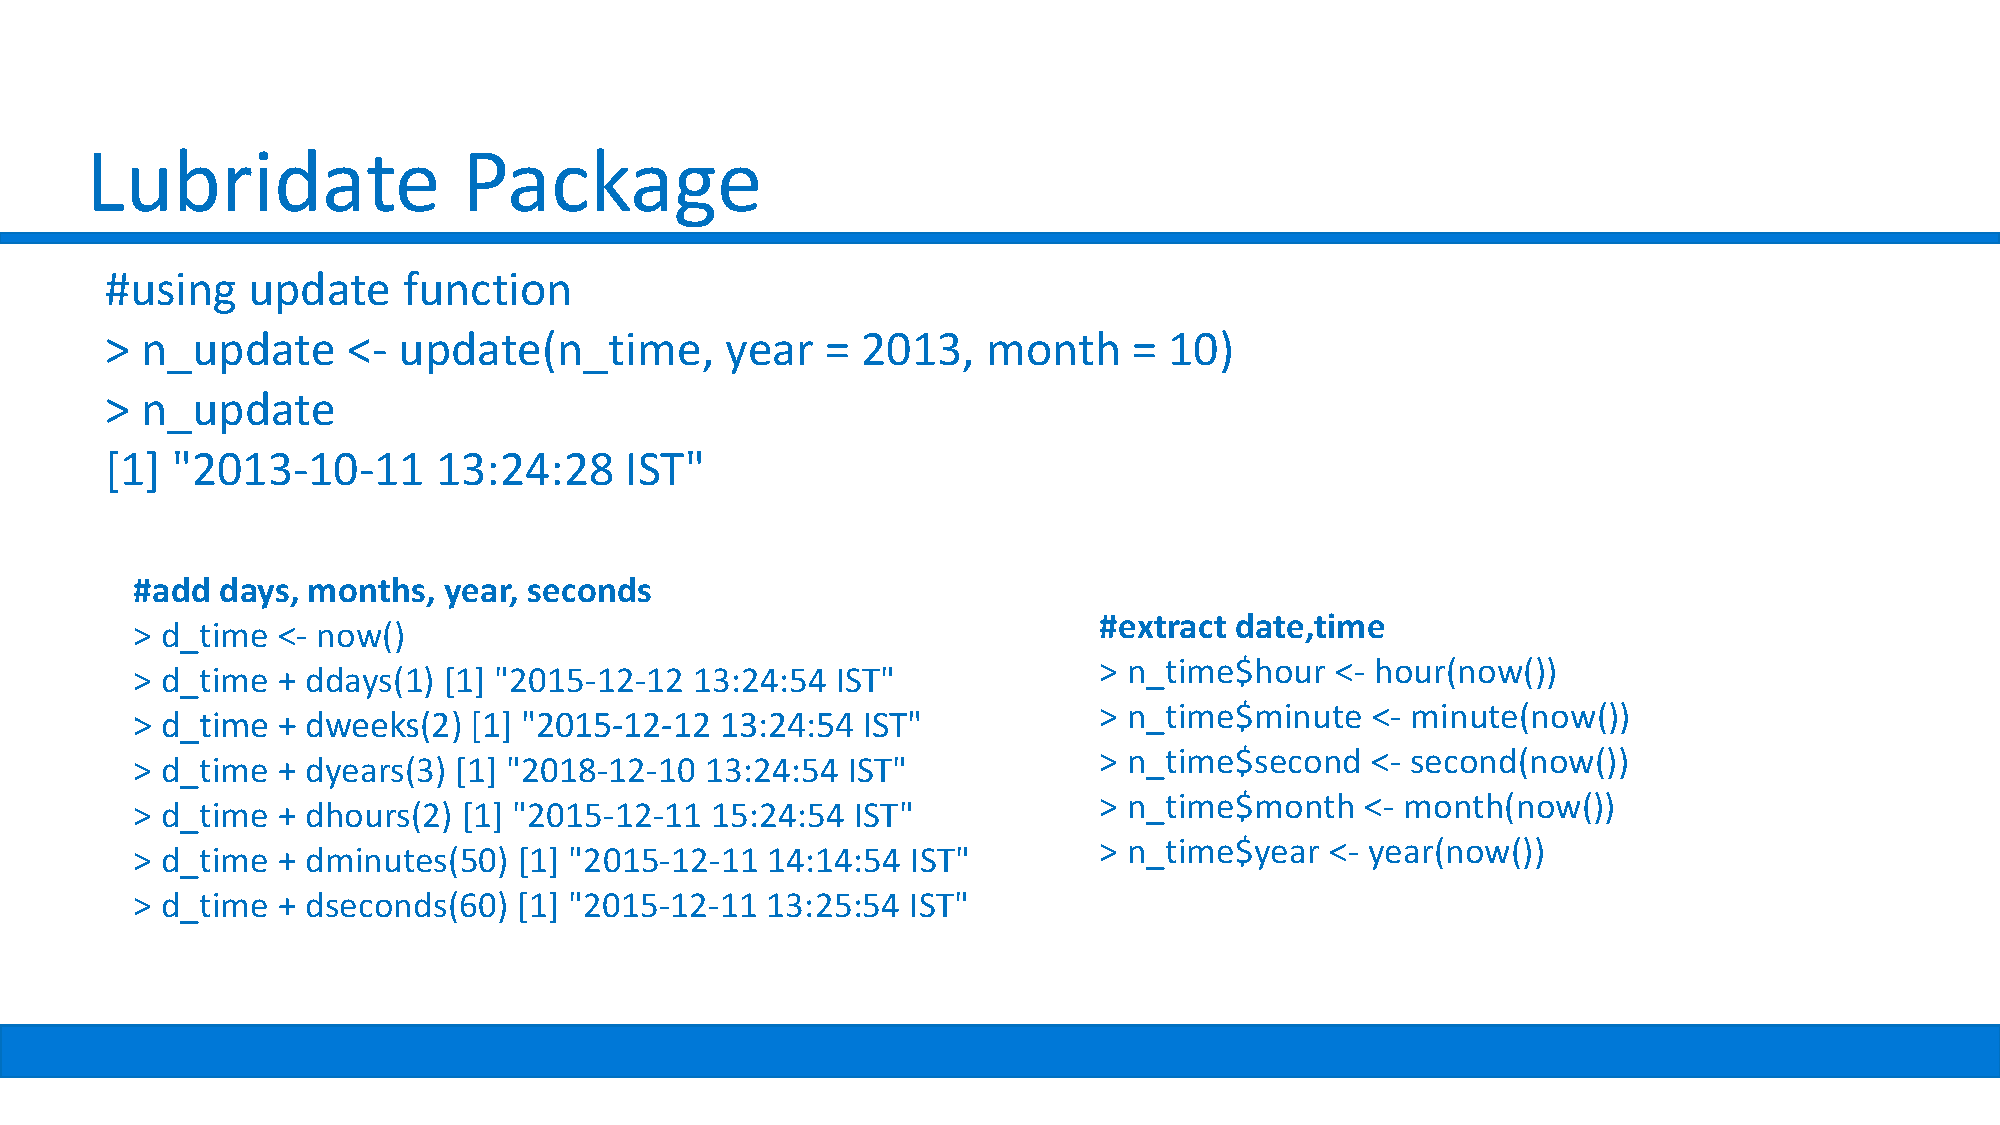 Lubridate Package
#using update function
> n_update <- update(n_time, year = 2013, month = 10)
> n_update
[1] "2013-10-11 13:24:28 IST"
#add days, months, year, seconds
> d_time <- now()
> d_time + ddays(1) [1] "2015-12-12 13:24:54 IST"
> d_time + dweeks(2) [1] "2015-12-12 13:24:54 IST"
> d_time + dyears(3) [1] "2018-12-10 13:24:54 IST"
> d_time + dhours(2) [1] "2015-12-11 15:24:54 IST"
> d_time + dminutes(50) [1] "2015-12-11 14:14:54 IST"
> d_time + dseconds(60) [1] "2015-12-11 13:25:54 IST"
#extract date,time
> n_time$hour <- hour(now())
> n_time$minute <- minute(now())
> n_time$second <- second(now())
> n_time$month <- month(now())
> n_time$year <- year(now())